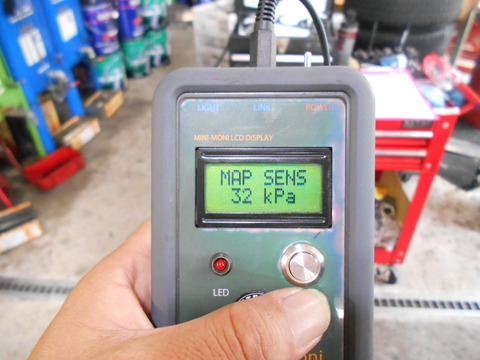 LIGHT LINK POWER
MINI-MONI LCD DISPLAY
MAP SENS
32 kPa
LED